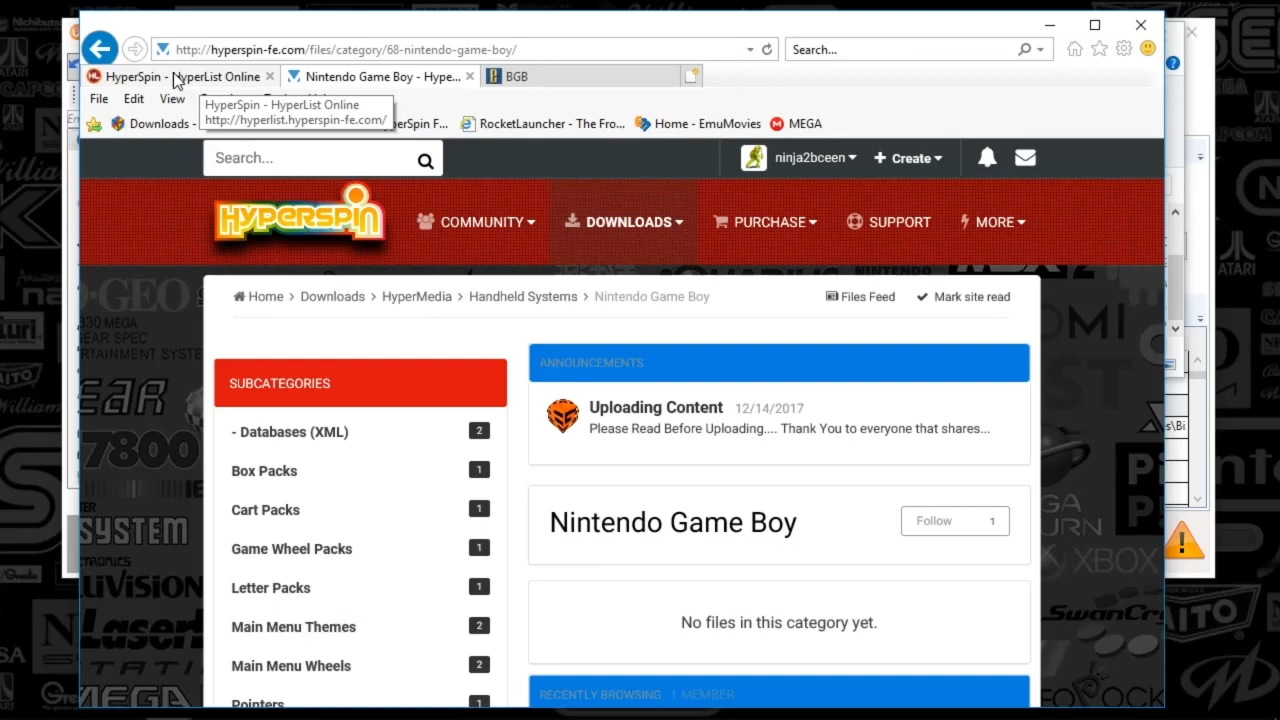 http://hyperspin-fe.com/files/category/68-nintendo-game-boy/
Search...
HyperSpin - HyperList Online
Nintendo Game Boy - Hype...
BGB
File Edit View
HyperSpin - HyperList Online
http://hyperlist.hyperspin-fe.com/
Downloads -
erSpin F...
RocketLauncher - The Fro...
Home - EmuMovies
MEGA
Search...
ninja2bceen
+ Create
HYPERSPIN
COMMUNITY
DOWNLOADS
PURCHASE
SUPPORT
MORE
Home > Downloads > HyperMedia > Handheld Systems > Nintendo Game Boy
Files Feed
Mark site read
SUBCATEGORIES
- Databases (XML) 2
Box Packs 1
Cart Packs 1
Game Wheel Packs 1
Letter Packs 1
Main Menu Themes 2
Main Menu Wheels 2
Pointers 1
ANNOUNCEMENTS
Uploading Content 12/14/2017
Please Read Before Uploading.... Thank You to everyone that shares...
Nintendo Game Boy
Follow 1
No files in this category yet.
RECENTLY BROWSING 1 MEMBER